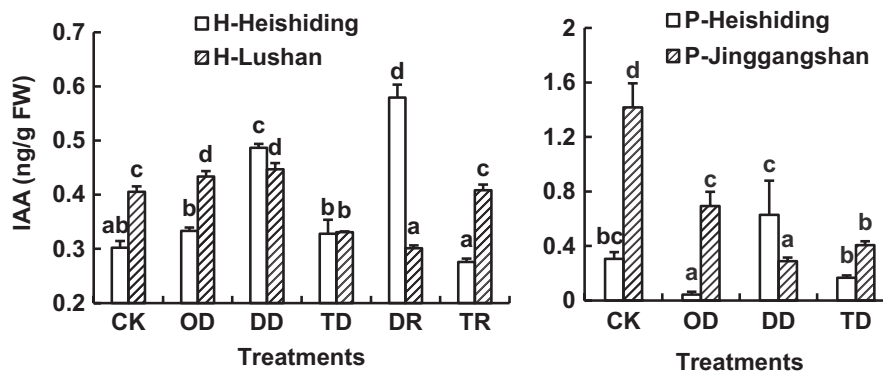 IAA (ng/g FW)
0.7
0.6
0.5
0.4
0.3
0.2
H-Heishiding
H-Lushan
ab c b d c d b b d a a c
CK OD DD TD DR TR
Treatments
2
1.6
1.2
0.8
0.4
0
P-Heishiding
P-Jinggangshan
bc d a c c a b b
CK OD DD TD
Treatments